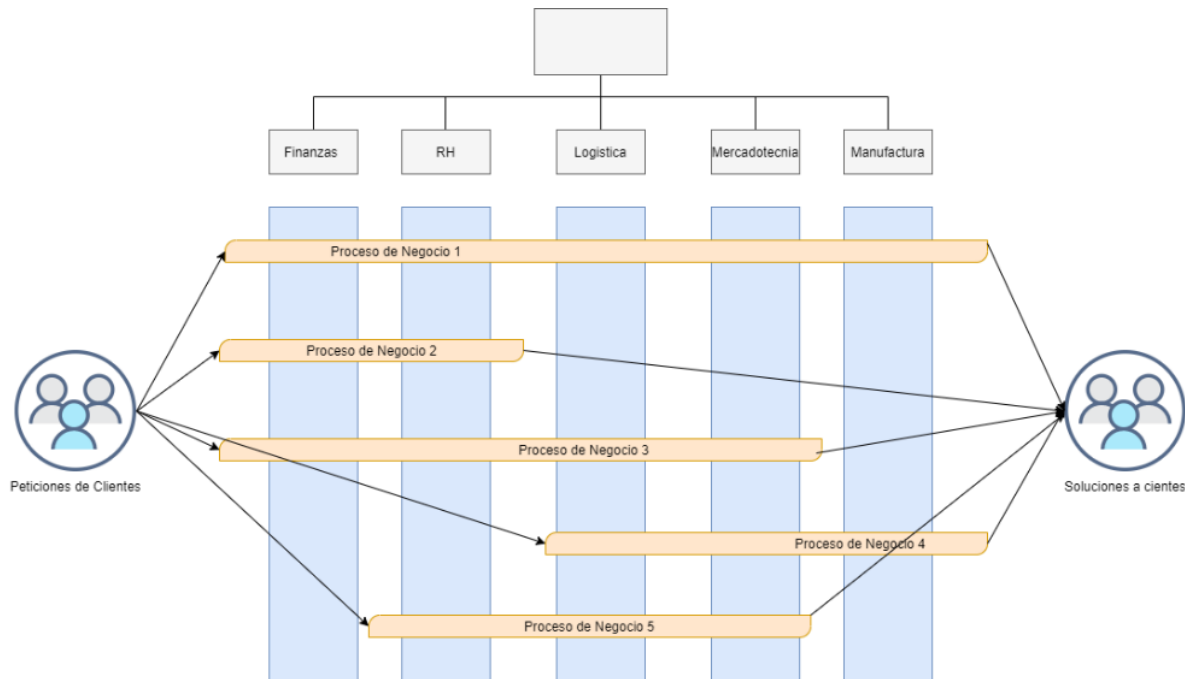 Finanzas
RH
Logistica
Mercadotecnia
Manufactura
Proceso de Negocio 1
Proceso de Negocio 2
Proceso de Negocio 3
Peticiones de Clientes
Soluciones a cientes
Proceso de Negocio 4
Proceso de Negocio 5